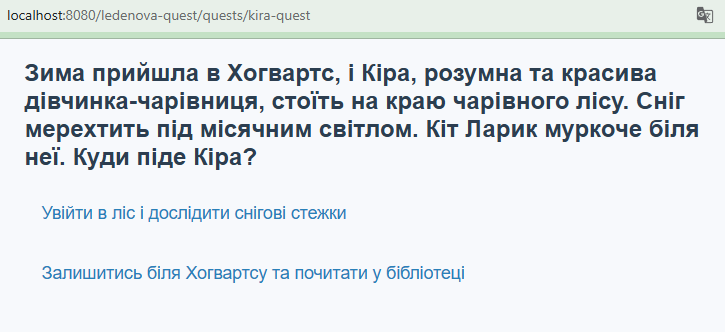 localhost:8080/ledenova-quest/quests/kira-quest
Зима прийшла в Хогвартс, і Кіра, розумна та красива
дівчинка-чарівниця, стоїть на краю чарівного лісу. Сніг
мерехтить під місячним світлом. Кіт Ларик муркоче біля
неї. Куди піде Кіра?
Увійти в ліс і дослідити снігові стежки
Залишитись біля Хогвартсу та почитати у бібліотеці